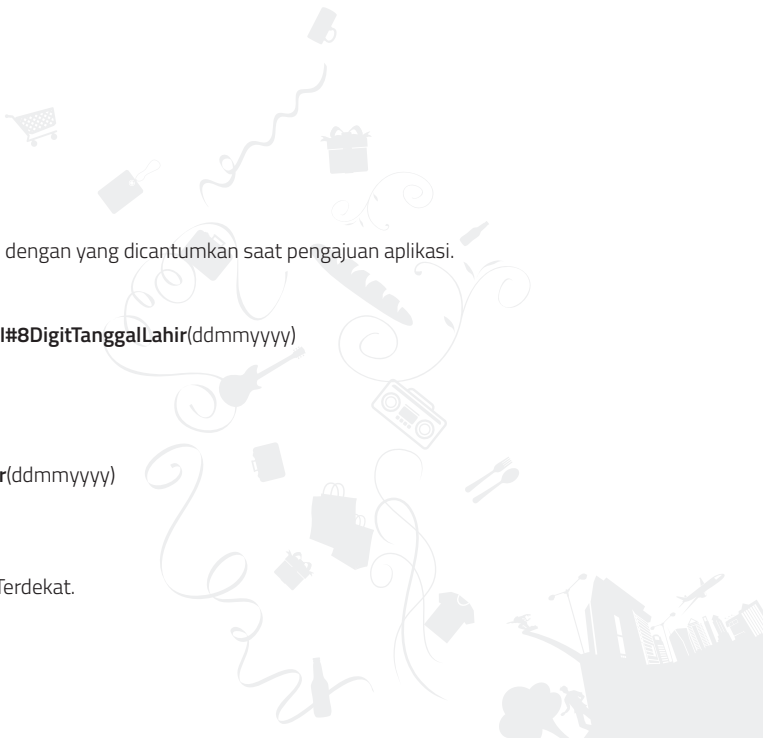 dengan yang dicantumkan saat pengajuan aplikasi.
I#8DigitTanggalLahir(ddmmyyyy)
r(ddmmyyyy)
Terdekat.